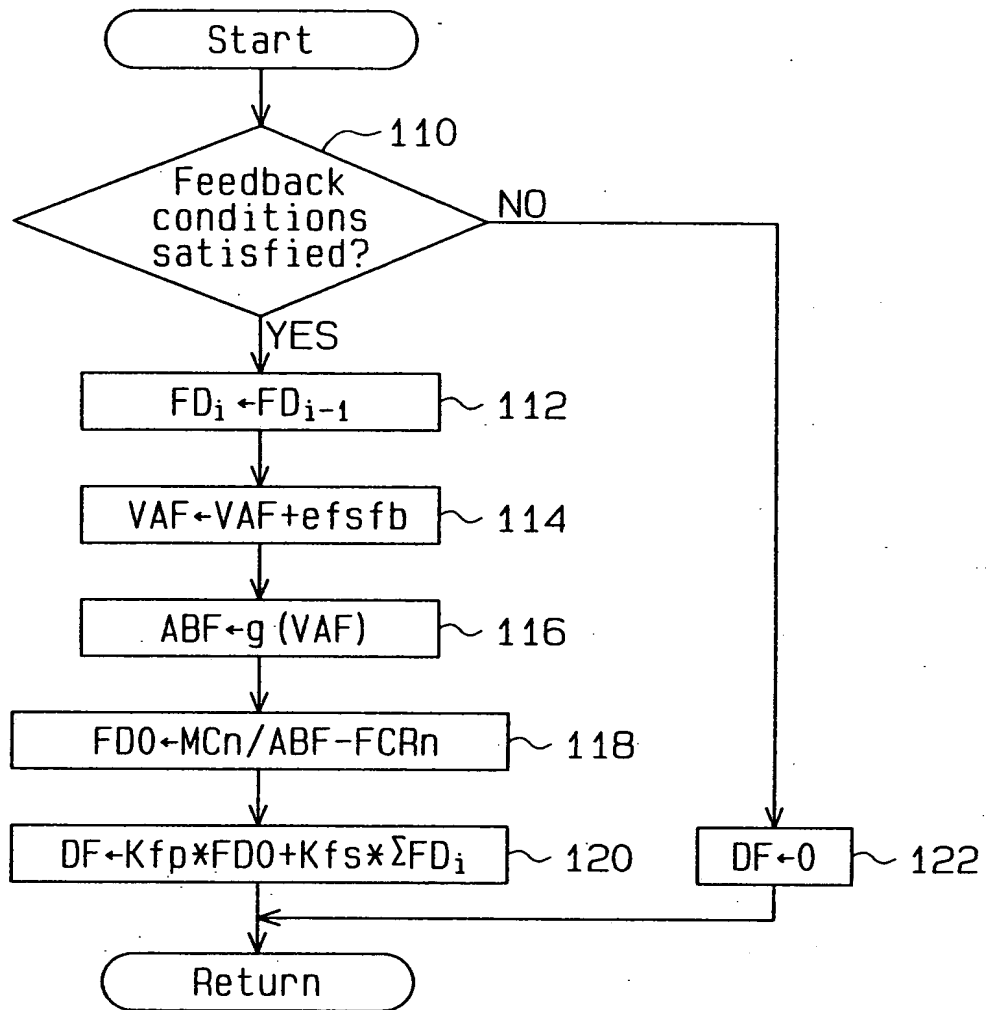 Start
110
Feedback
conditions
satisfied?
NO
YES
FDi←FDi-1
112
VAF←VAF+efsfb
114
ABF←g(VAF)
116
FD0←MCn/ABF-FCRn
118
DF←Kfp*FD0+Kfs*ΣFDi
120
DF←0
122
Return